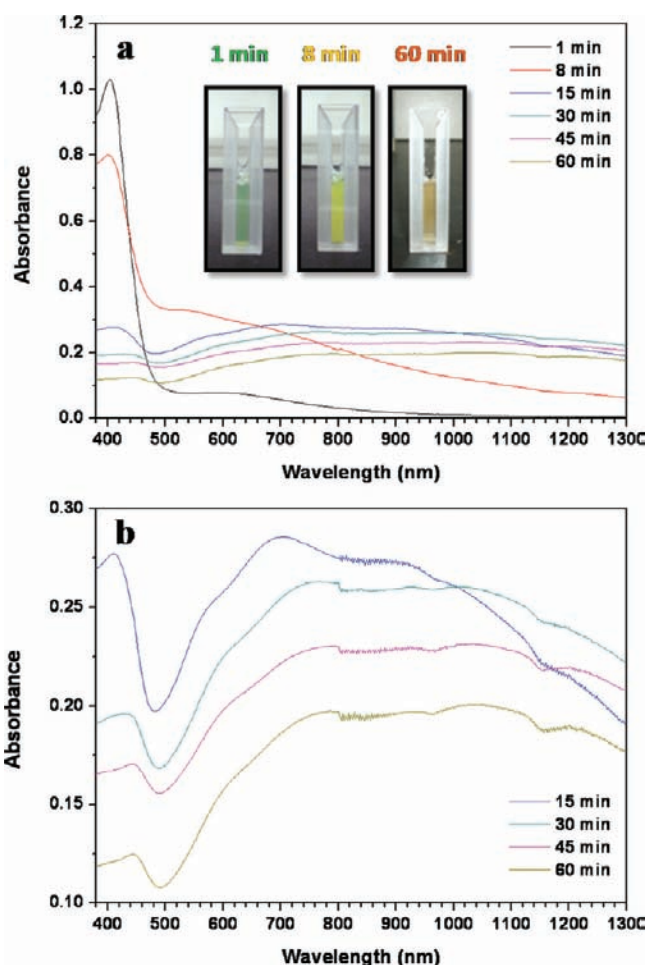 a
1 min 8 min 60 min
1 min
8 min
15 min
30 min
45 min
60 min
1.2
1.0
0.8
0.6
0.4
0.2
0.0
Absorbance
400 500 600 700 800 900 1000 1100 1200 1300
Wavelength (nm)
b
0.30
0.25
0.20
0.15
0.10
Absorbance
15 min
30 min
45 min
60 min
400 500 600 700 800 900 1000 1100 1200 1300
Wavelength (nm)